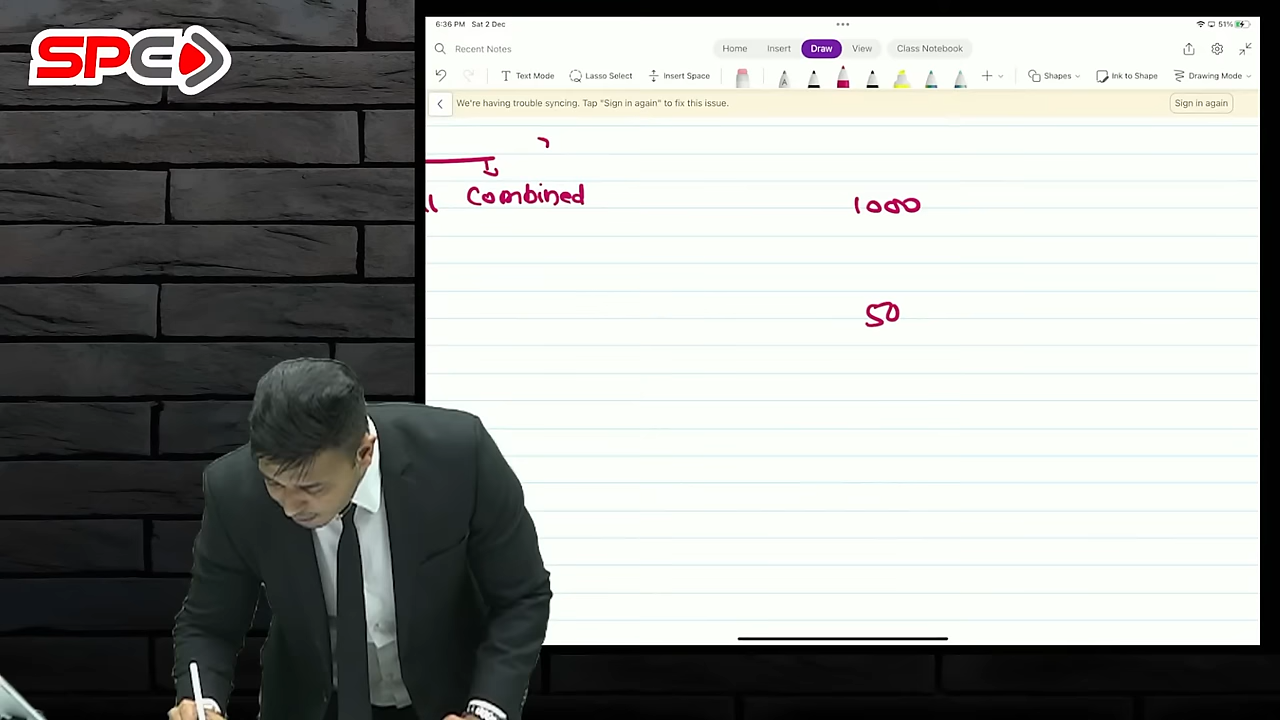 SPC
6:36 PM Sat 2 Dec
51%
Recent Notes
Home Insert Draw View Class Notebook
Text Mode Lasso Select Insert Space Shapes Ink to Shape Drawing Mode
We're having trouble syncing. Tap "Sign in again" to fix this issue. Sign in again
Combined
1000
50